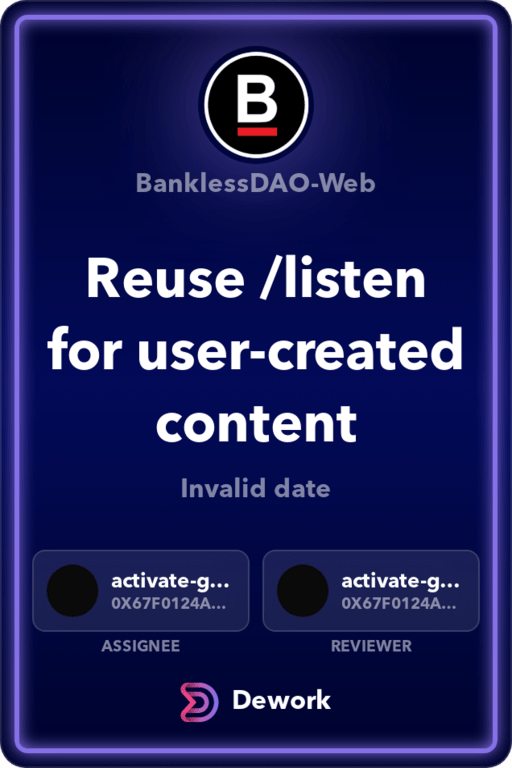 B
BanklessDAO-Web
Reuse /listen
for user-created
content
Invalid date
activate-g...
0X67F0124A...
ASSIGNEE
activate-g...
0X67F0124A...
REVIEWER
Dework